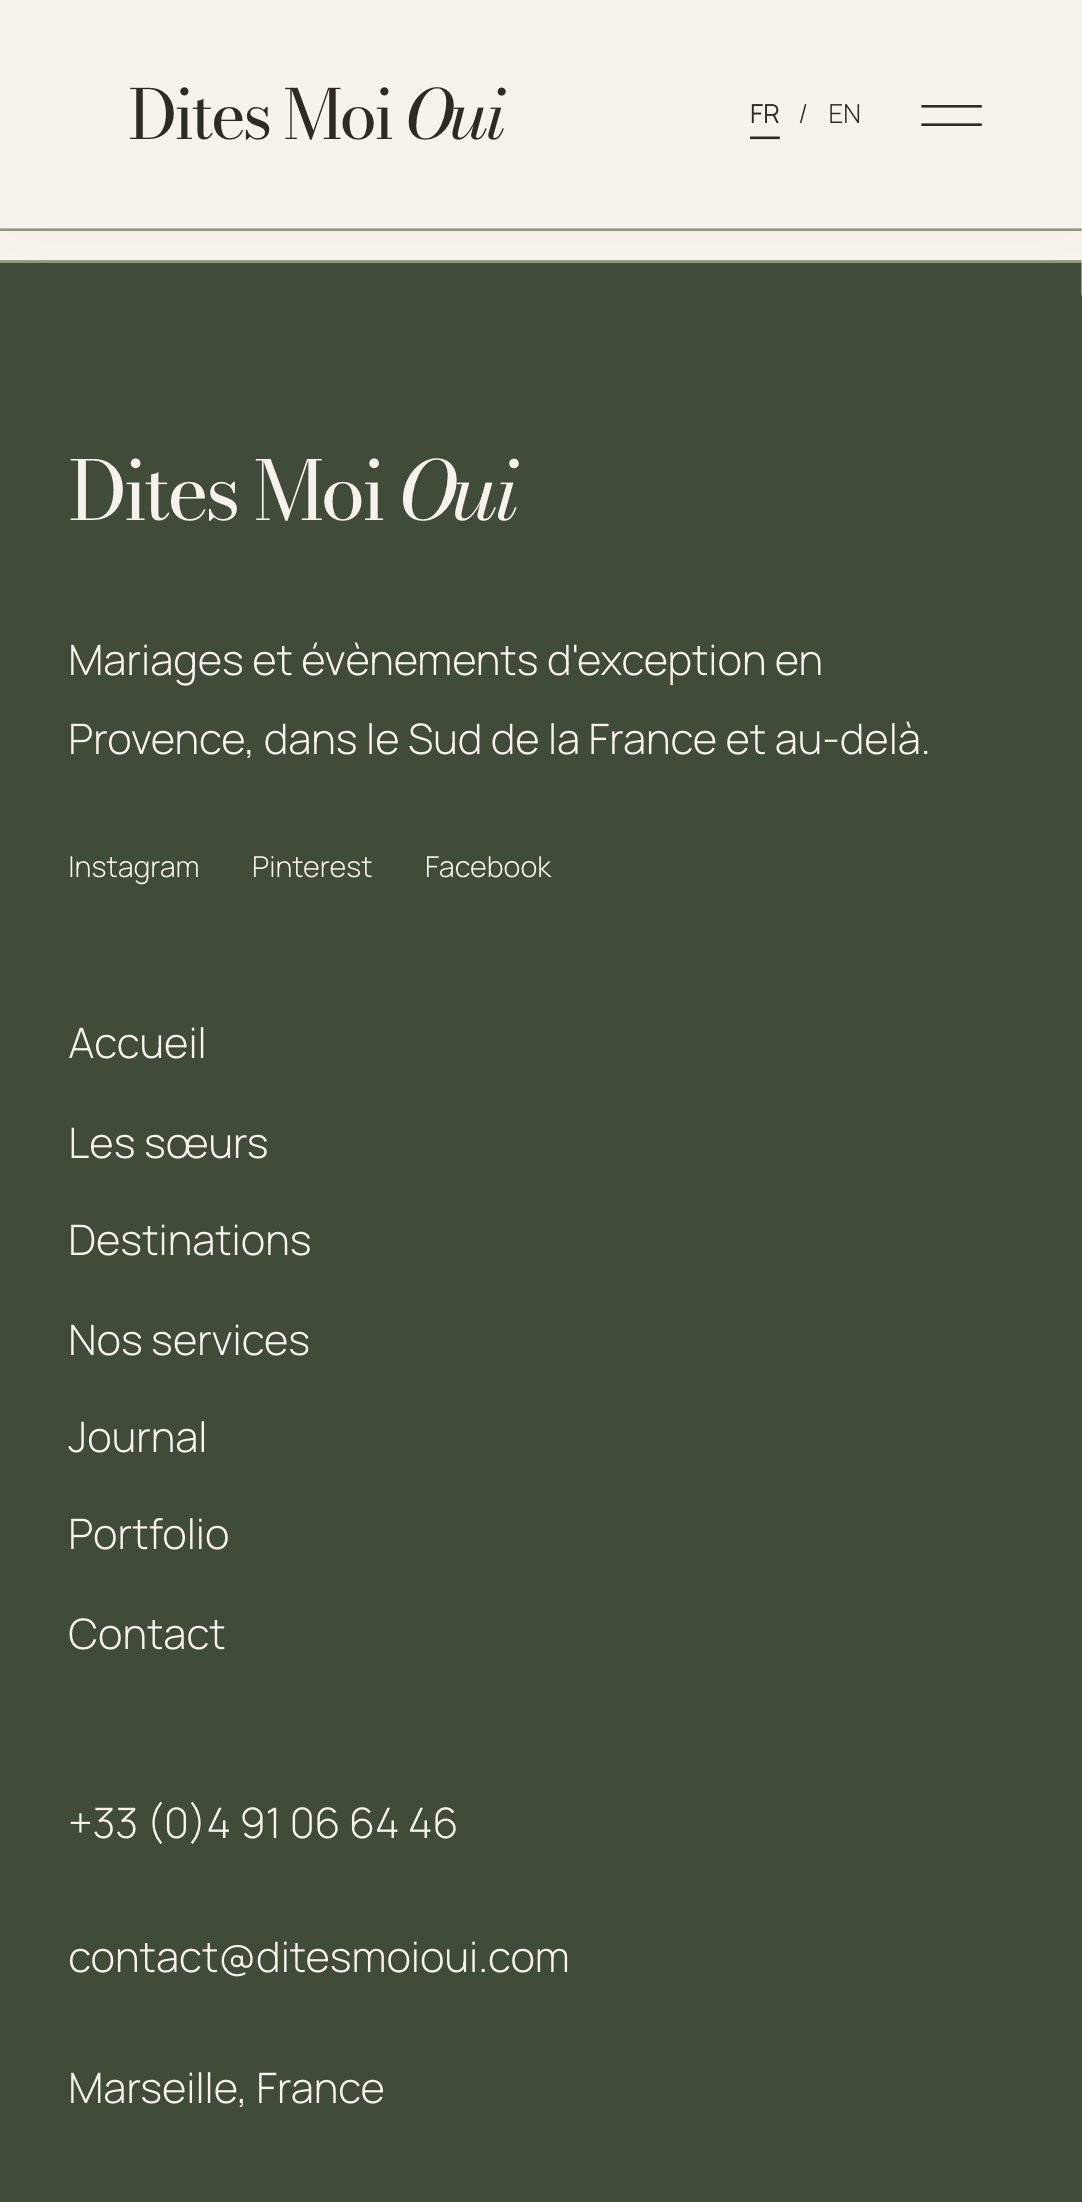 Dites Moi Oui
FR / EN
Dites Moi Oui
Mariages et évènements d'exception en
Provence, dans le Sud de la France et au-delà.
Instagram Pinterest Facebook
Accueil
Les sœurs
Destinations
Nos services
Journal
Portfolio
Contact
+33 (0)4 91 06 64 46
contact@ditesmoioui.com
Marseille, France